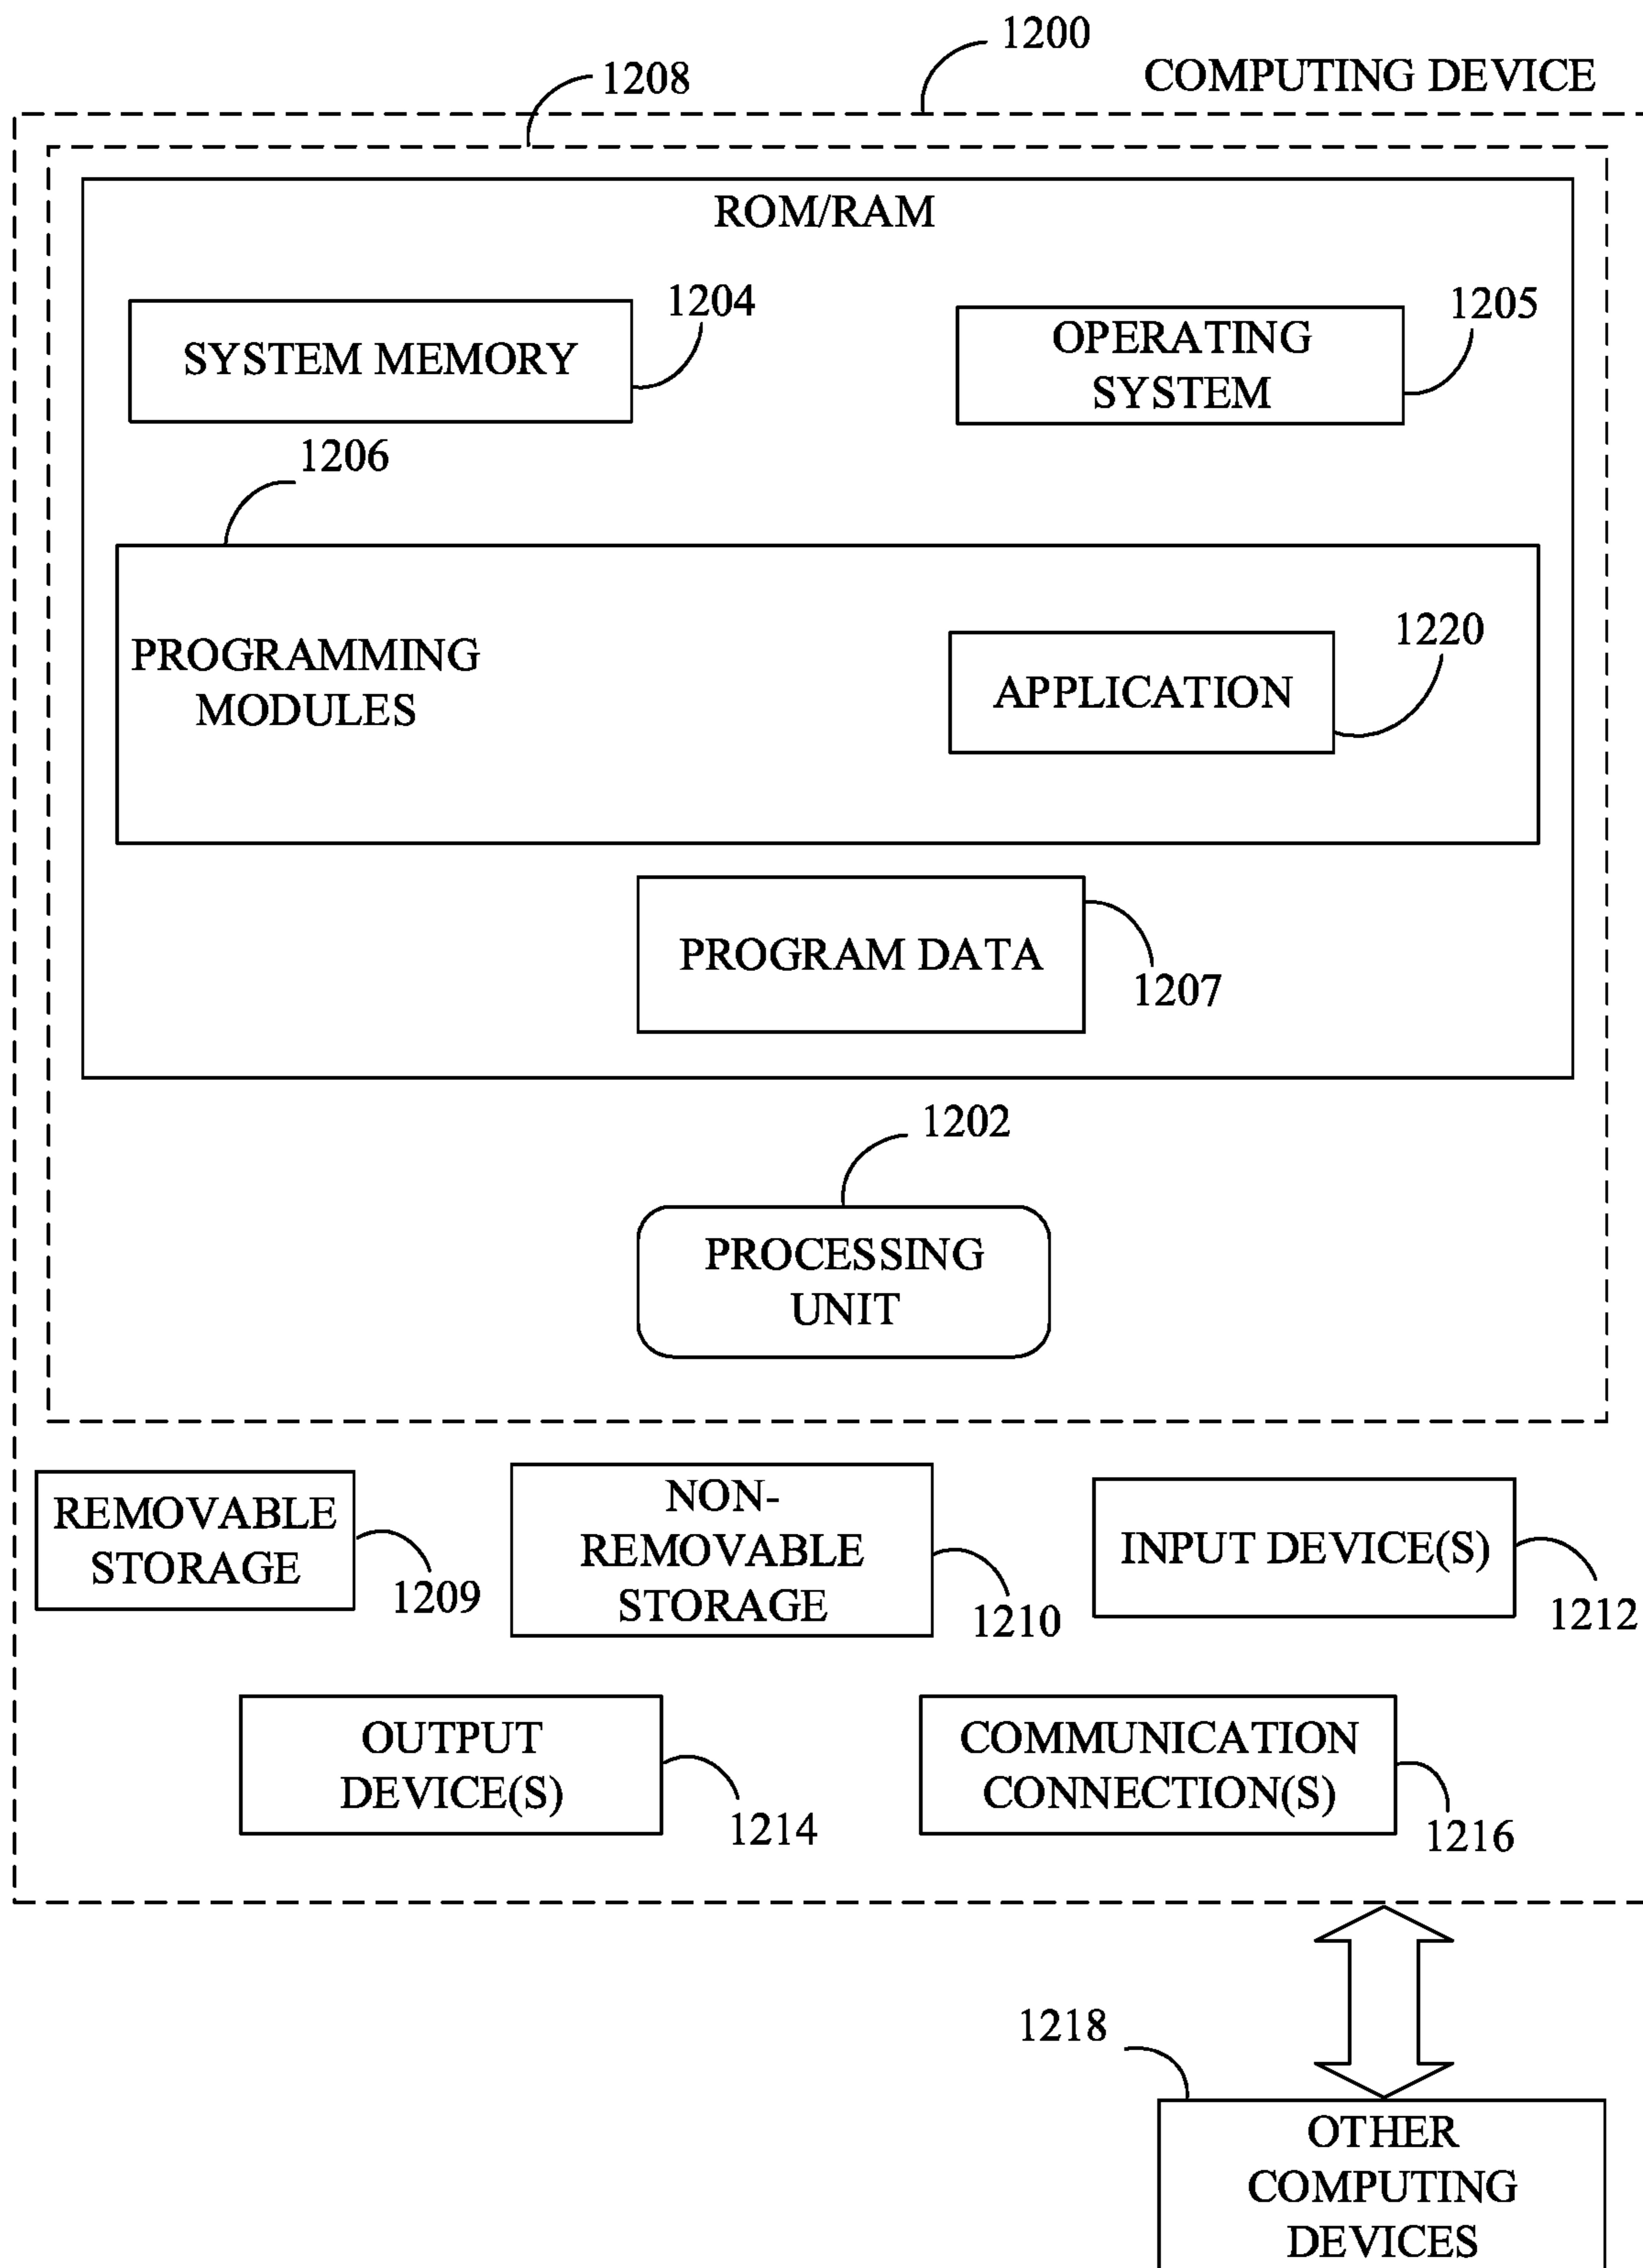 1200
COMPUTING DEVICE
1208
ROM/RAM
1204
SYSTEM MEMORY
1205
OPERATING
SYSTEM
1206
PROGRAMMING
MODULES
1220
APPLICATION
PROGRAM DATA
1207
1202
PROCESSING
UNIT
REMOVABLE
STORAGE
1209
NON-
REMOVABLE
STORAGE
1210
INPUT DEVICE(S)
1212
OUTPUT
DEVICE(S)
1214
COMMUNICATION
CONNECTION(S)
1216
1218
OTHER
COMPUTING
DEVICES